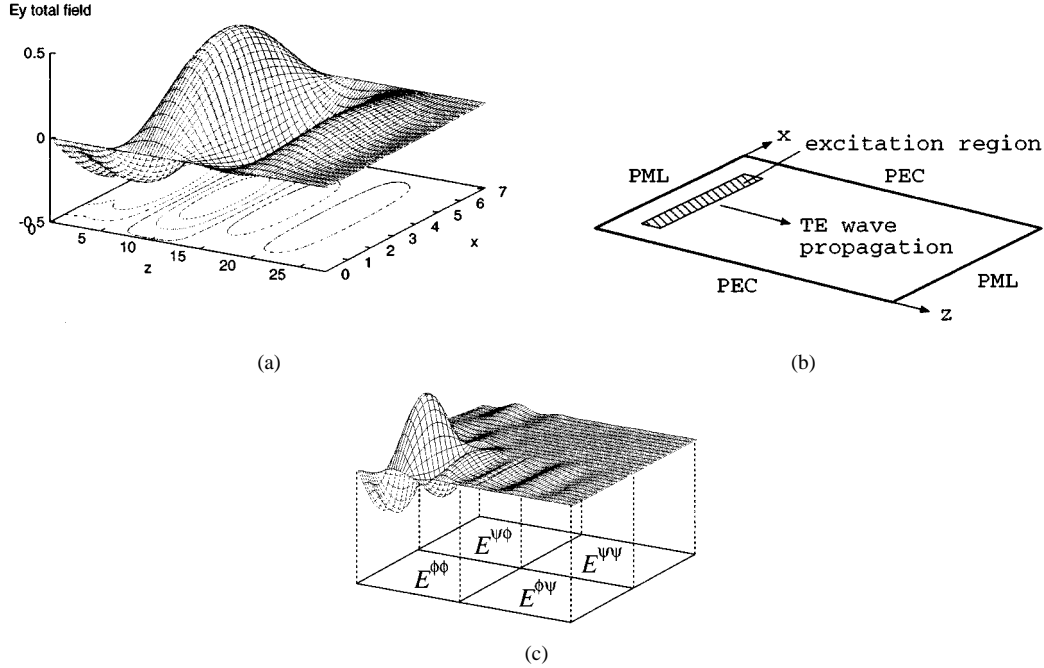 Ey total field
0.5
0
-0.5
0
5
10
15
20
25
z
0
1
2
3
4
5
6
7
x
(a)
x
excitation region
PML
PEC
TE wave
propagation
PEC
PML
z
(b)
E^ψφ
E^ψψ
E^φφ
E^φψ
(c)